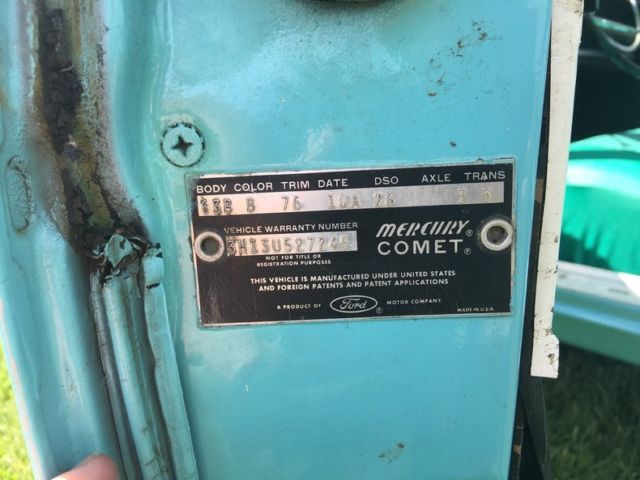 BODY COLOR TRIM DATE DSO AXLE TRANS
B 76 10A 26 3 3
VEHICLE WARRANTY NUMBER
NOT FOR TITLE OR
REGISTRATION PURPOSES
MERCURY®
COMET®
THIS VEHICLE IS MANUFACTURED UNDER UNITED STATES
AND FOREIGN PATENTS AND PATENT APPLICATIONS
A PRODUCT OF Ford® MOTOR COMPANY
MADE IN U.S.A.